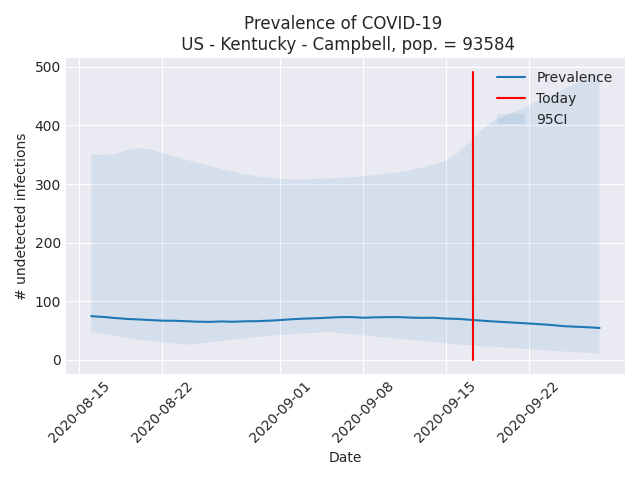 Prevalence of COVID-19
US - Kentucky - Campbell, pop. = 93584
500
400
300
200
100
0
# undetected infections
Prevalence
Today
95CI
2020-08-15
2020-08-22
2020-09-01
2020-09-08
2020-09-15
2020-09-22
Date